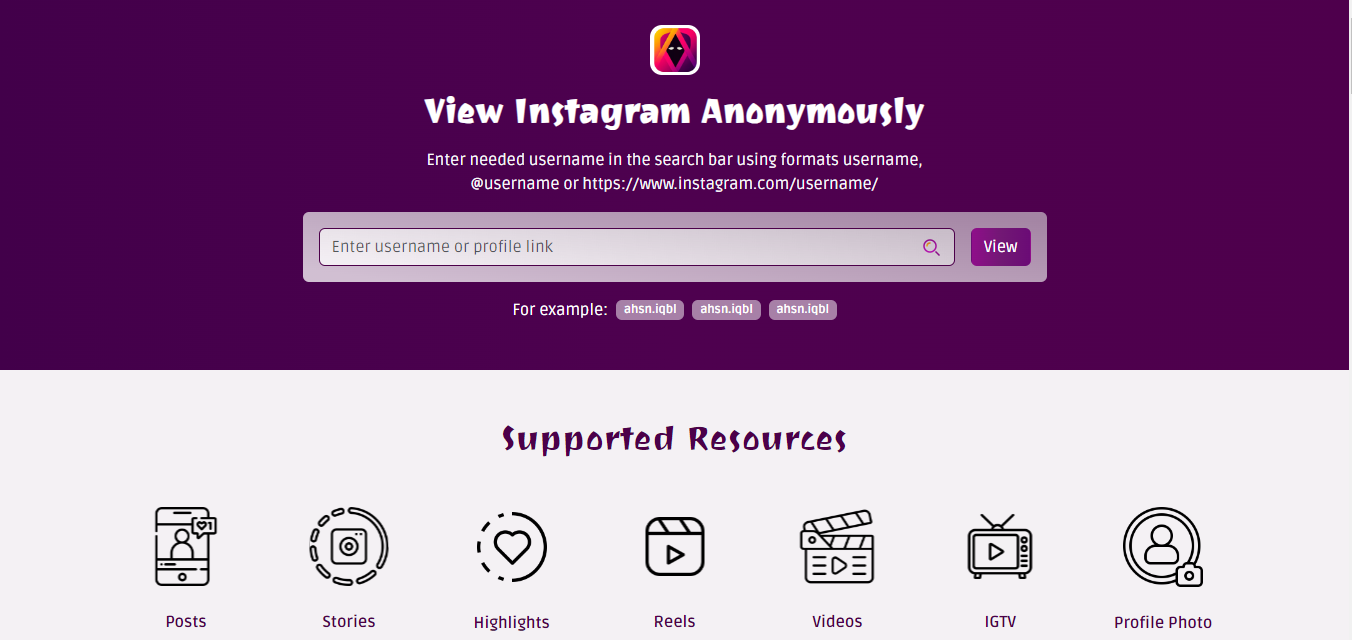 View Instagram Anonymously
Enter needed username in the search bar using formats username,
@username or https://www.instagram.com/username/
Enter username or profile link
View
For example: ahsn.iqbl ahsn.iqbl ahsn.iqbl
Supported Resources
1
Posts Stories Highlights Reels Videos IGTV Profile Photo